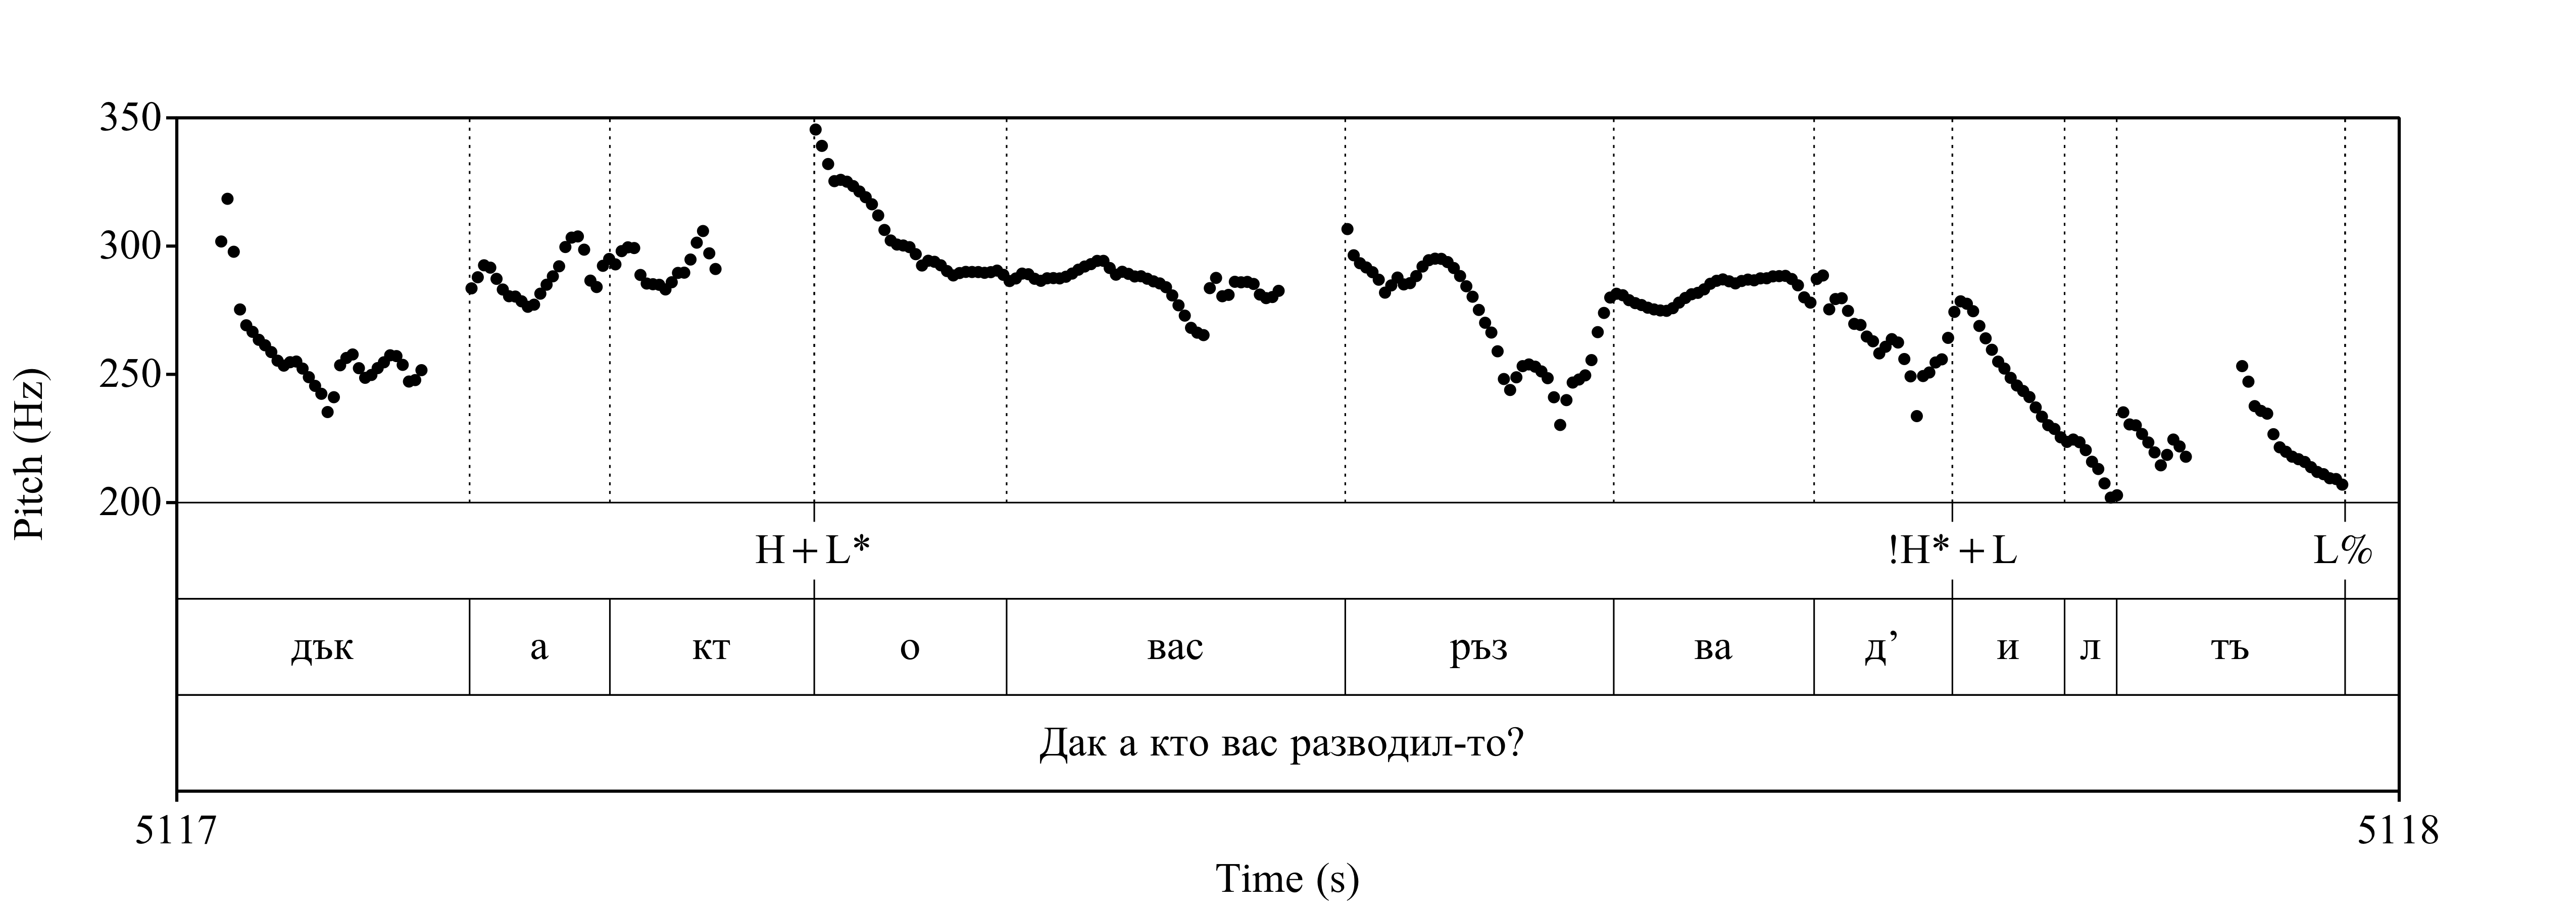 350
300
250
200
Pitch (Hz)
H+L* !H*+L L%
дък а кт о вас ръз ва д’ и л тъ
Дак а кто вас разводил-то?
5117 5118
Time (s)